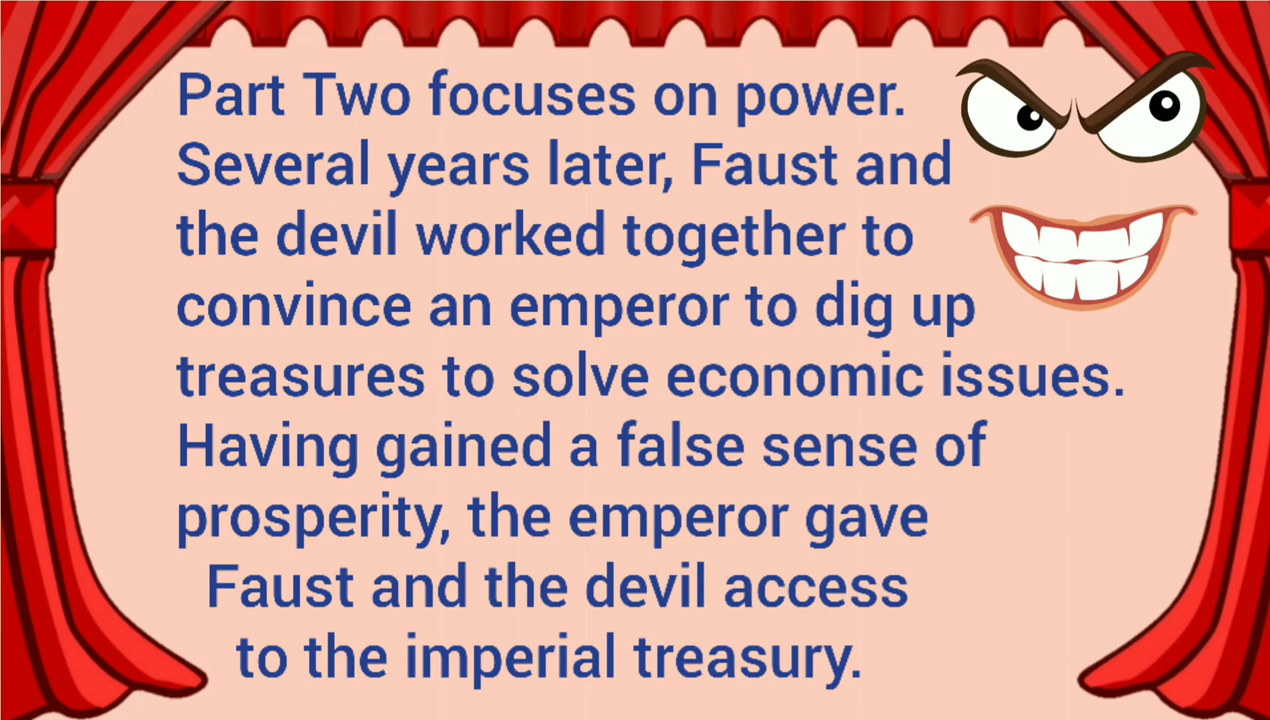 Part Two focuses on power.
Several years later, Faust and
the devil worked together to
convince an emperor to dig up
treasures to solve economic issues.
Having gained a false sense of
prosperity, the emperor gave
Faust and the devil access
to the imperial treasury.